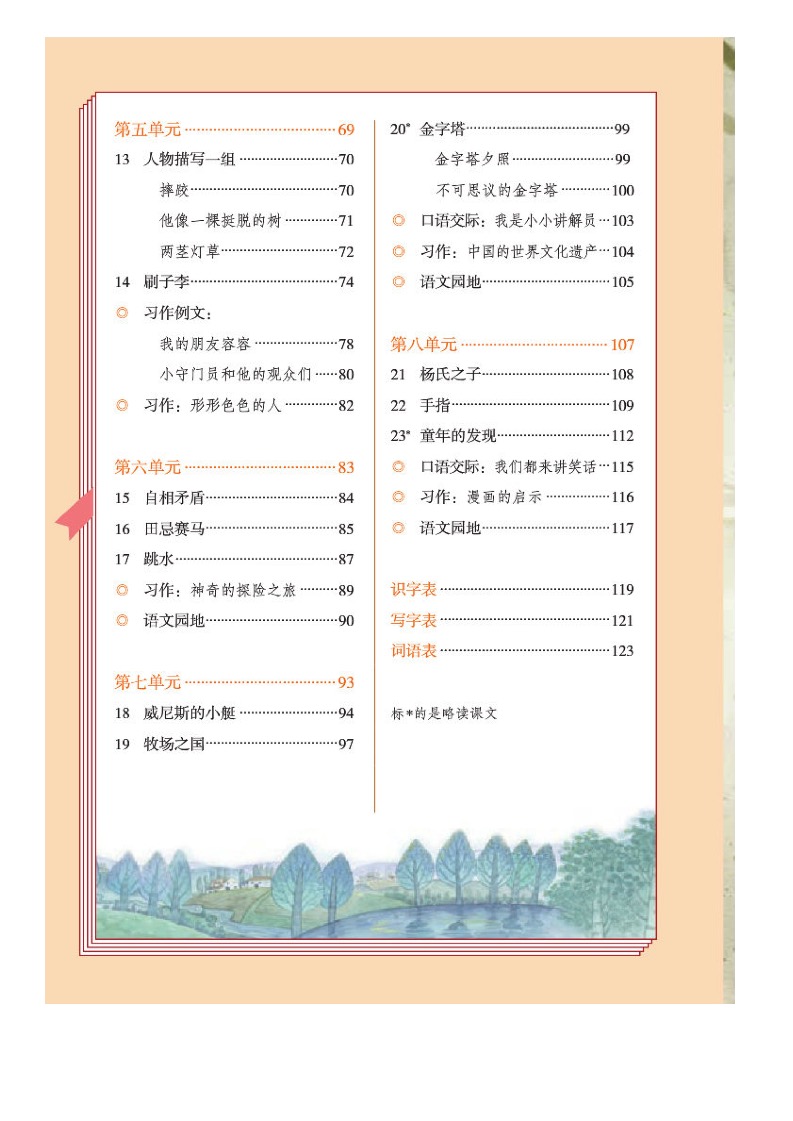 第五单元 69
13 人物描写一组 70
摔跤 70
他像一棵挺脱的树 71
两茎灯草 72
14 刷子李 74
◎ 习作例文：
我的朋友容容 78
小守门员和他的观众们 80
◎ 习作：形形色色的人 82
第六单元 83
15 自相矛盾 84
16 田忌赛马 85
17 跳水 87
◎ 习作：神奇的探险之旅 89
◎ 语文园地 90
第七单元 93
18 威尼斯的小艇 94
19 牧场之国 97
20* 金字塔 99
金字塔夕照 99
不可思议的金字塔 100
◎ 口语交际：我是小小讲解员 103
◎ 习作：中国的世界文化遗产 104
◎ 语文园地 105
第八单元 107
21 杨氏之子 108
22 手指 109
23* 童年的发现 112
◎ 口语交际：我们都来讲笑话 115
◎ 习作：漫画的启示 116
◎ 语文园地 117
识字表 119
写字表 121
词语表 123
标*的是略读课文